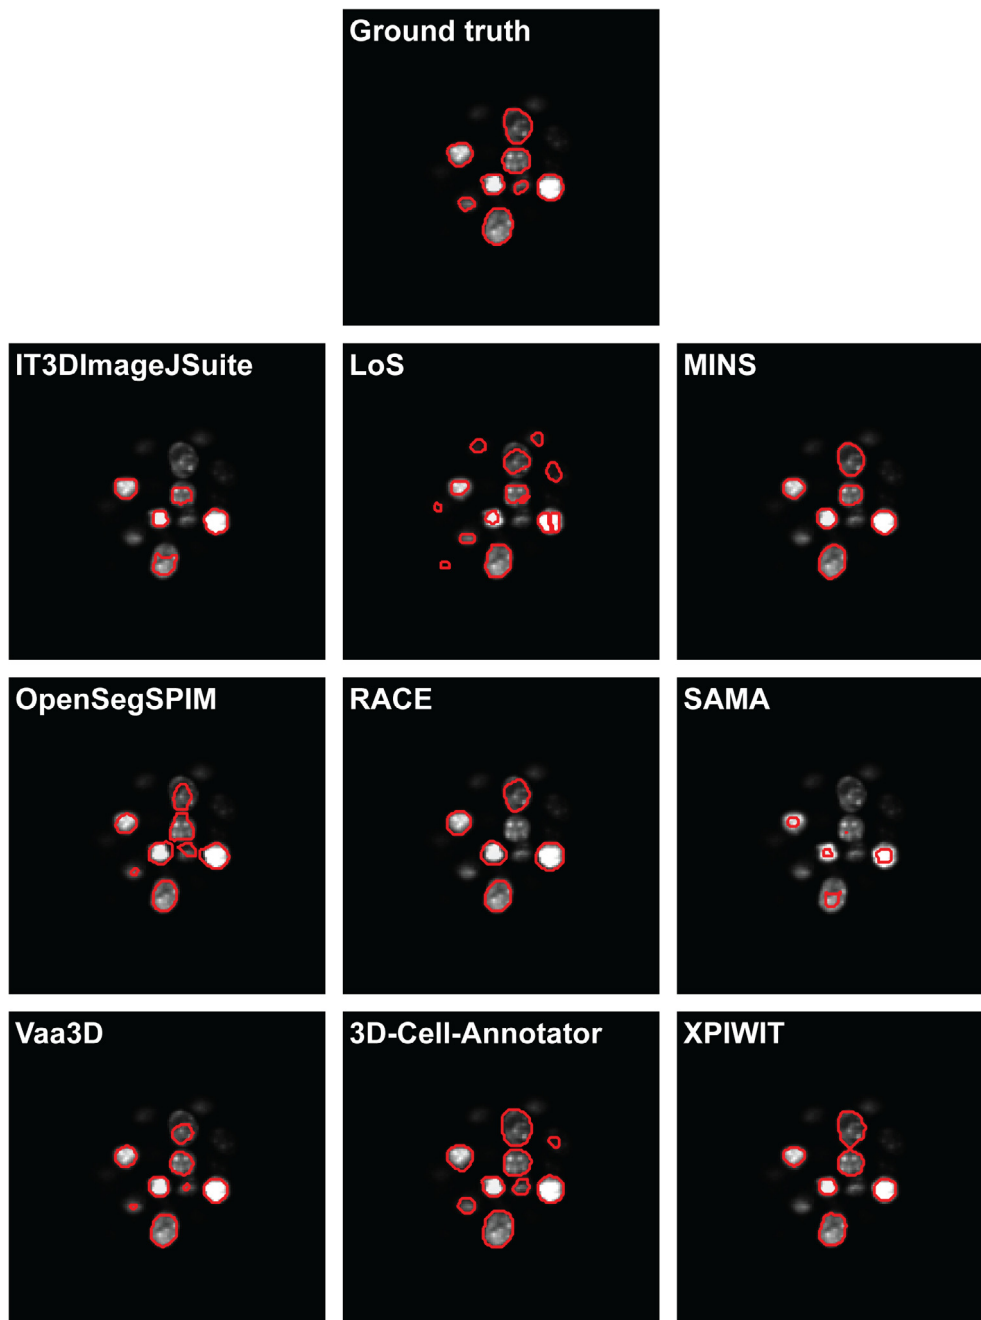 Ground truth
IT3DImageJSuite
LoS
MINS
OpenSegSPIM
RACE
SAMA
Vaa3D
3D-Cell-Annotator
XPIWIT